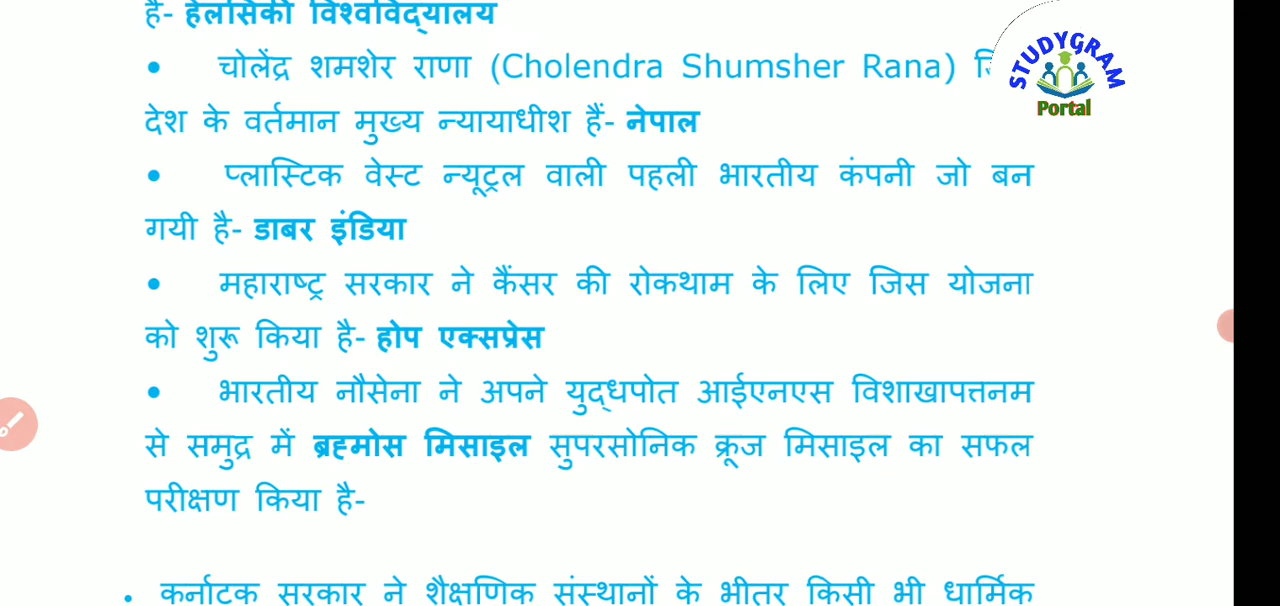 है- हेलसिंकी विश्वविद्यालय
• चोलेंद्र शमशेर राणा (Cholendra Shumsher Rana)
देश के वर्तमान मुख्य न्यायाधीश हैं- नेपाल
• प्लास्टिक वेस्ट न्यूट्रल वाली पहली भारतीय कंपनी जो बन
गयी है- डाबर इंडिया
• महाराष्ट्र सरकार ने कैंसर की रोकथाम के लिए जिस योजना
को शुरू किया है- होप एक्सप्रेस
• भारतीय नौसेना ने अपने युद्धपोत आईएनएस विशाखापत्तनम
से समुद्र में ब्रह्मोस मिसाइल सुपरसोनिक क्रूज मिसाइल का सफल
परीक्षण किया है-
• कर्नाटक सरकार ने शैक्षणिक संस्थानों के भीतर किसी भी धार्मिक
STUDYGRAM
Portal